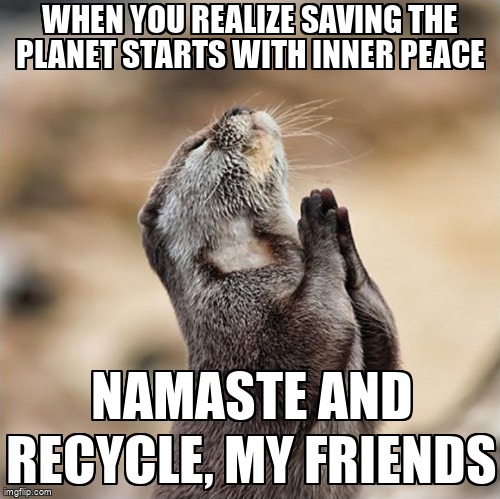 WHEN YOU REALIZE SAVING THE
PLANET STARTS WITH INNER PEACE
NAMASTE AND
RECYCLE, MY FRIENDS
imgflip.com